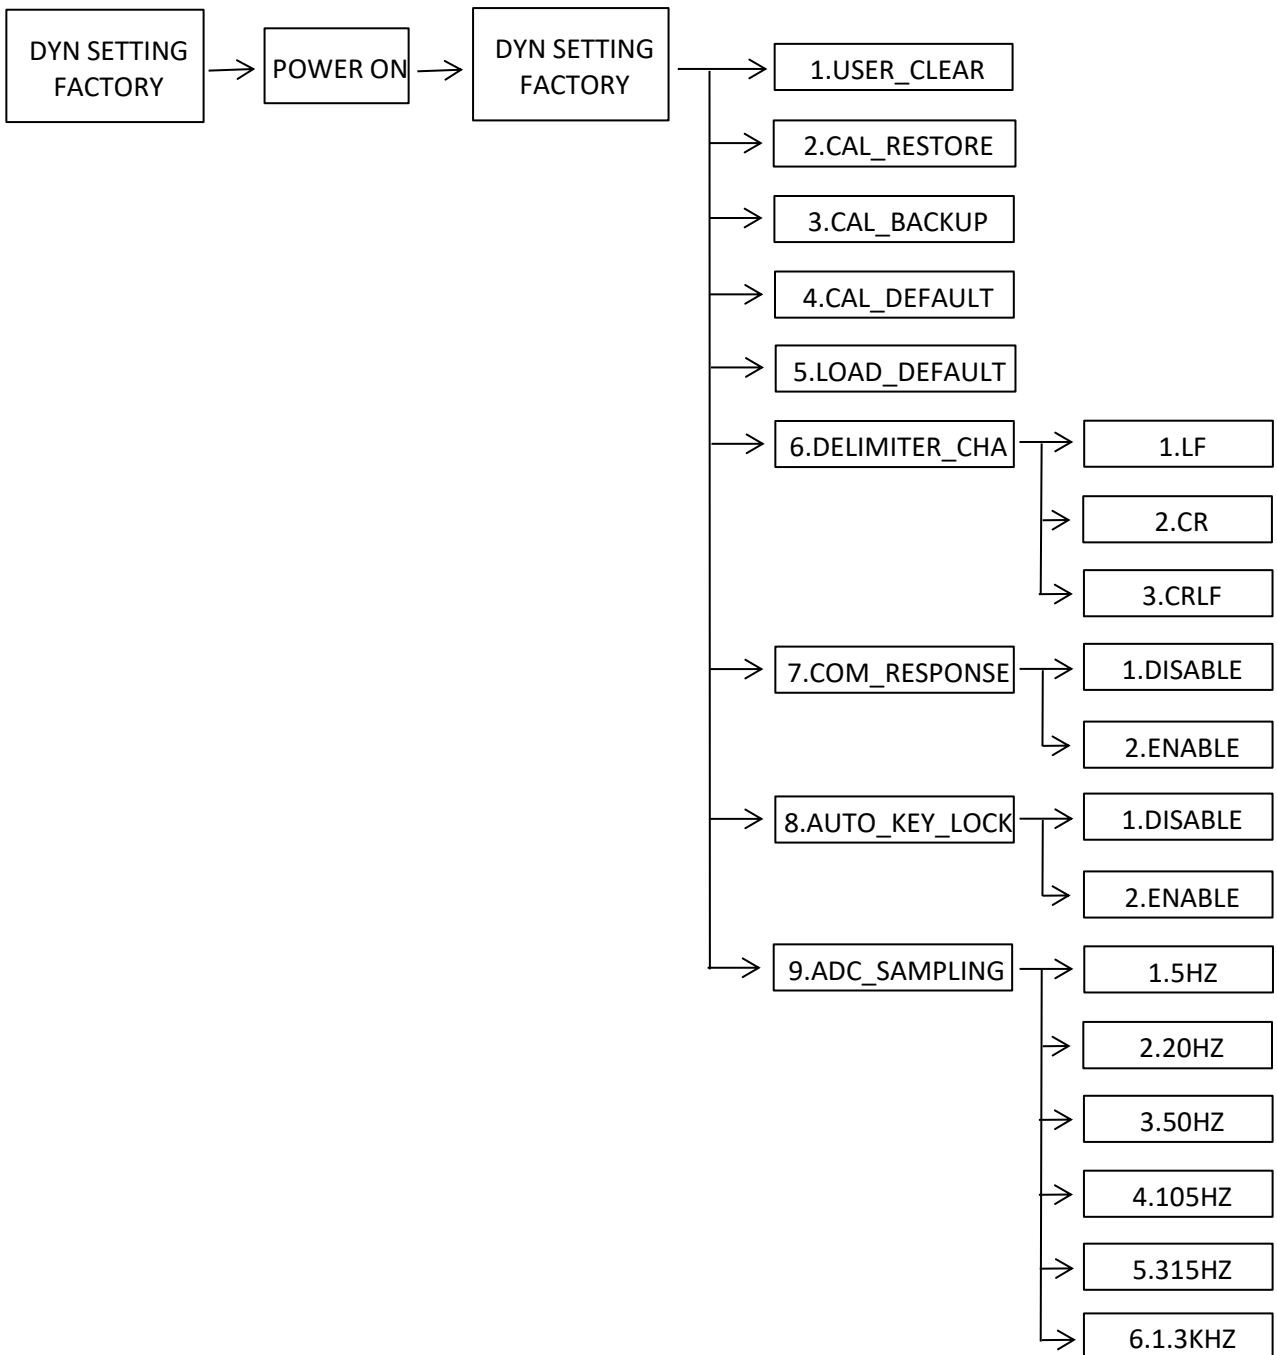 DYN SETTING
FACTORY
POWER ON
DYN SETTING
FACTORY
1.USER_CLEAR
2.CAL_RESTORE
3.CAL_BACKUP
4.CAL_DEFAULT
5.LOAD_DEFAULT
6.DELIMITER_CHA
1.LF
2.CR
3.CRLF
7.COM_RESPONSE
1.DISABLE
2.ENABLE
8.AUTO_KEY_LOCK
1.DISABLE
2.ENABLE
9.ADC_SAMPLING
1.5HZ
2.20HZ
3.50HZ
4.105HZ
5.315HZ
6.1.3KHZ